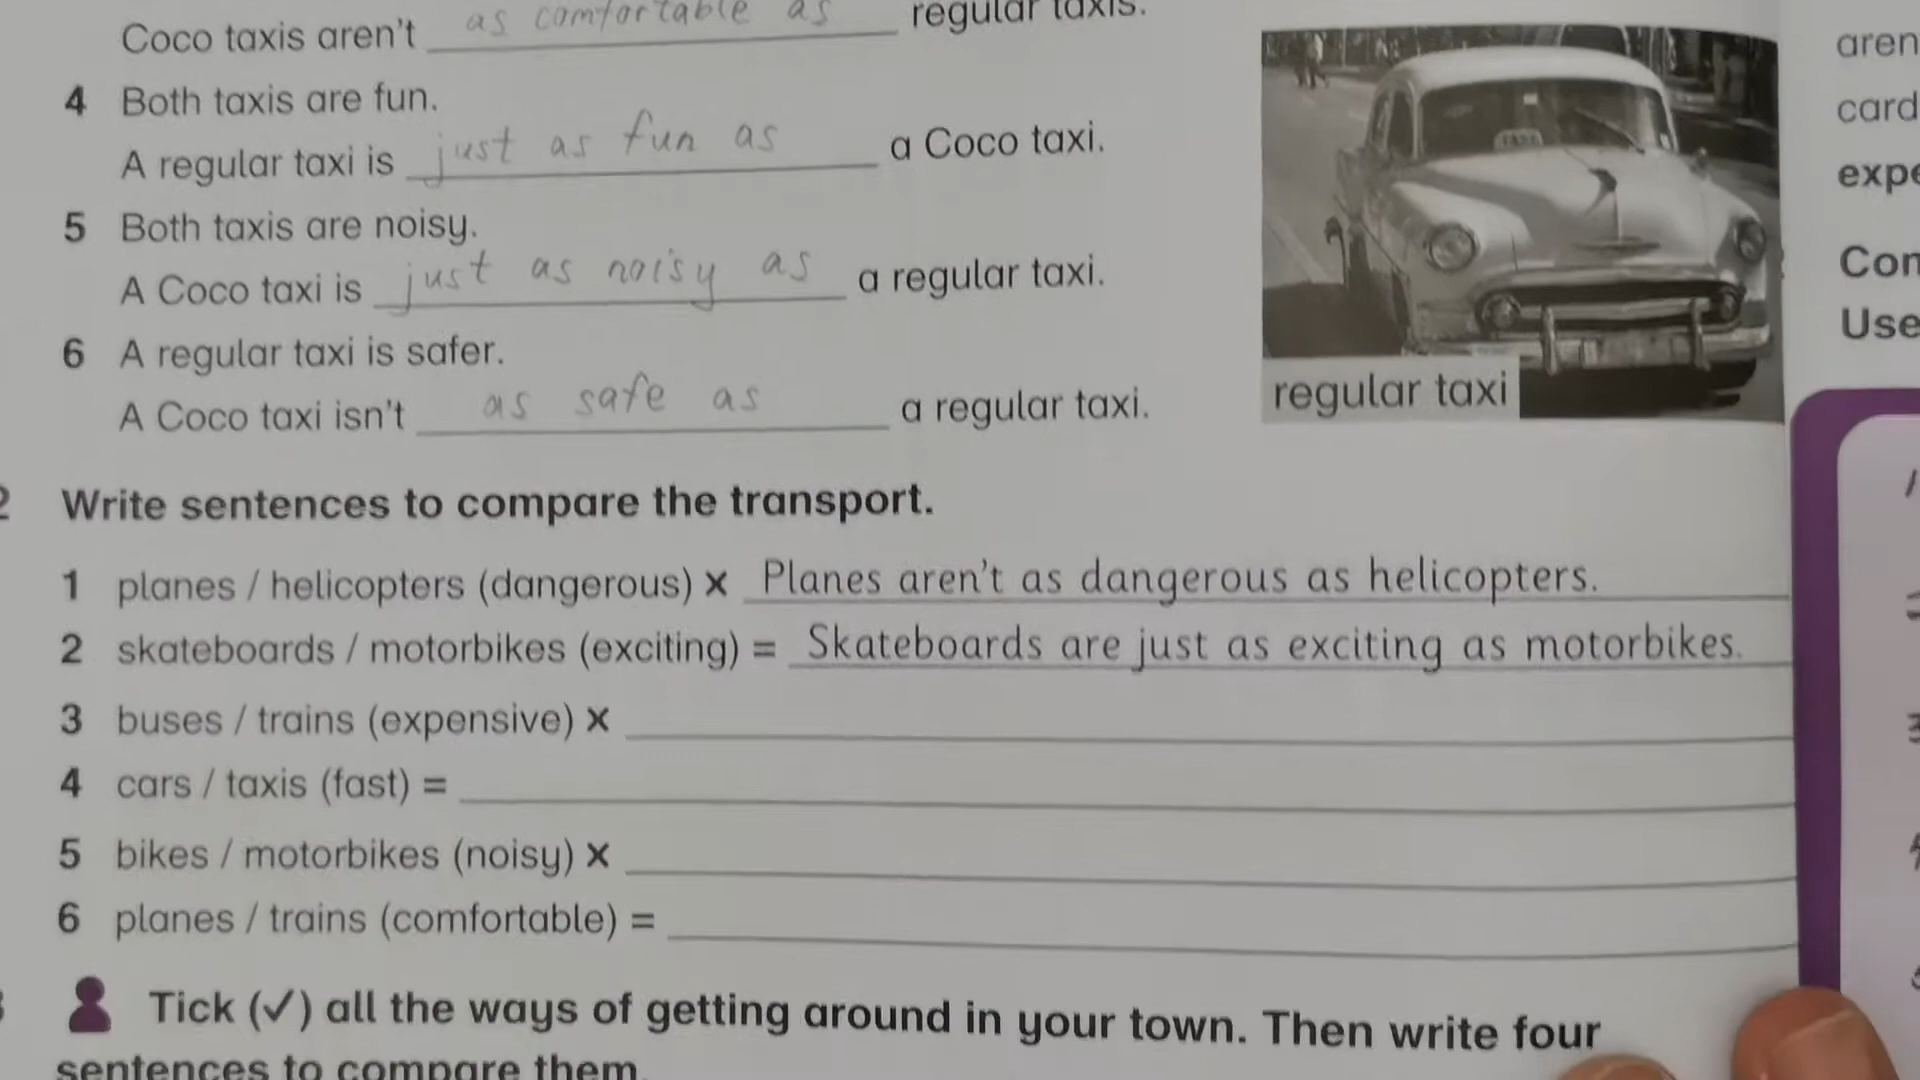 Coco taxis aren't as comfortable as regular taxis.
4 Both taxis are fun.
A regular taxi is just as fun as a Coco taxi.
5 Both taxis are noisy.
A Coco taxi is just as noisy as a regular taxi.
6 A regular taxi is safer.
A Coco taxi isn't as safe as a regular taxi.
regular taxi
2 Write sentences to compare the transport.
1 planes / helicopters (dangerous) × Planes aren't as dangerous as helicopters.
2 skateboards / motorbikes (exciting) = Skateboards are just as exciting as motorbikes.
3 buses / trains (expensive) ×
4 cars / taxis (fast) =
5 bikes / motorbikes (noisy) ×
6 planes / trains (comfortable) =
Tick (✓) all the ways of getting around in your town. Then write four
sentences to compare them
aren
card
expe
Con
Use